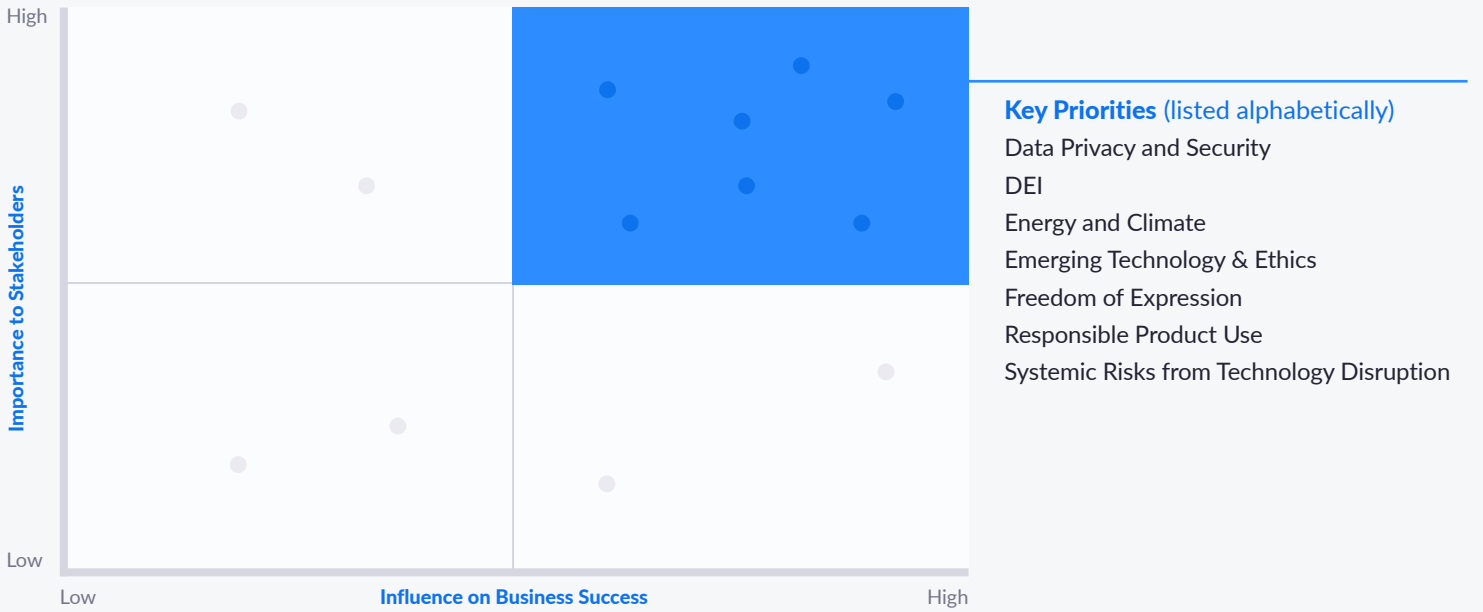 High
Importance to Stakeholders
Low
Low
Influence on Business Success
High
Key Priorities (listed alphabetically)
Data Privacy and Security
DEI
Energy and Climate
Emerging Technology & Ethics
Freedom of Expression
Responsible Product Use
Systemic Risks from Technology Disruption